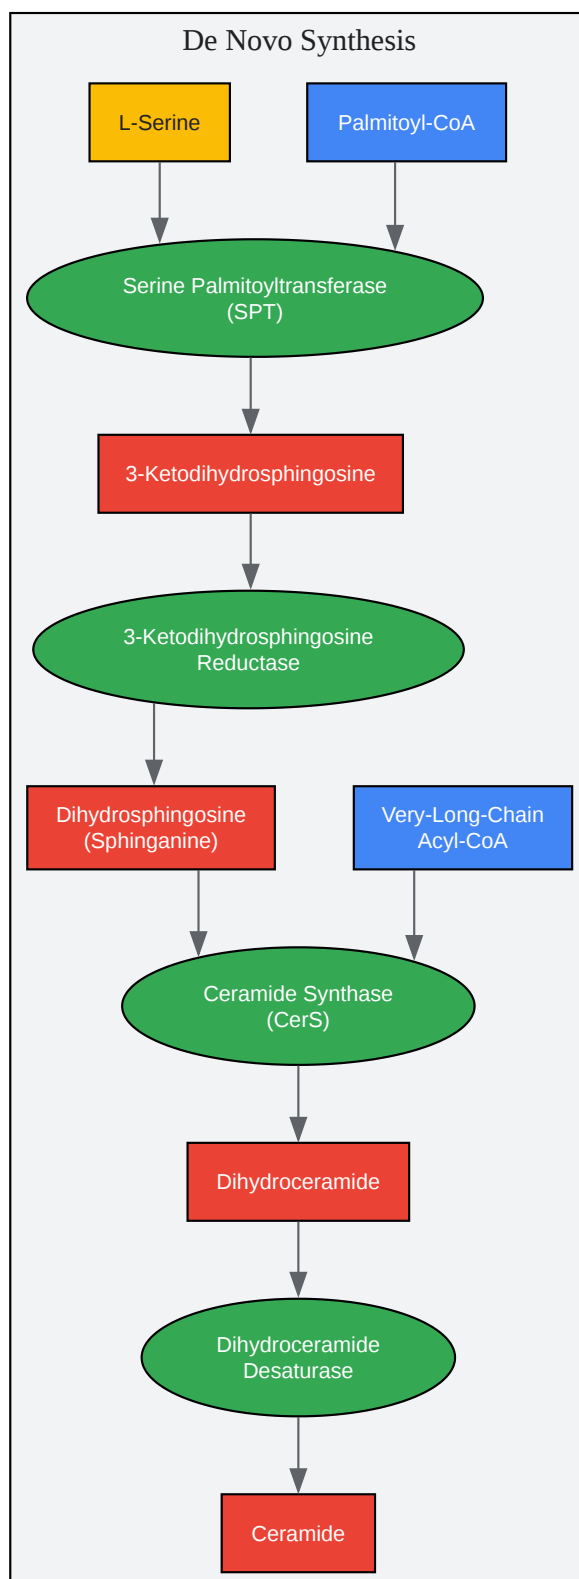 De Novo Synthesis
L-Serine
Palmitoyl-CoA
Serine Palmitoyltransferase
(SPT)
3-Ketodihydrosphingosine
3-Ketodihydrosphingosine
Reductase
Dihydrosphingosine
(Sphinganine)
Very-Long-Chain
Acyl-CoA
Ceramide Synthase
(CerS)
Dihydroceramide
Dihydroceramide
Desaturase
Ceramide